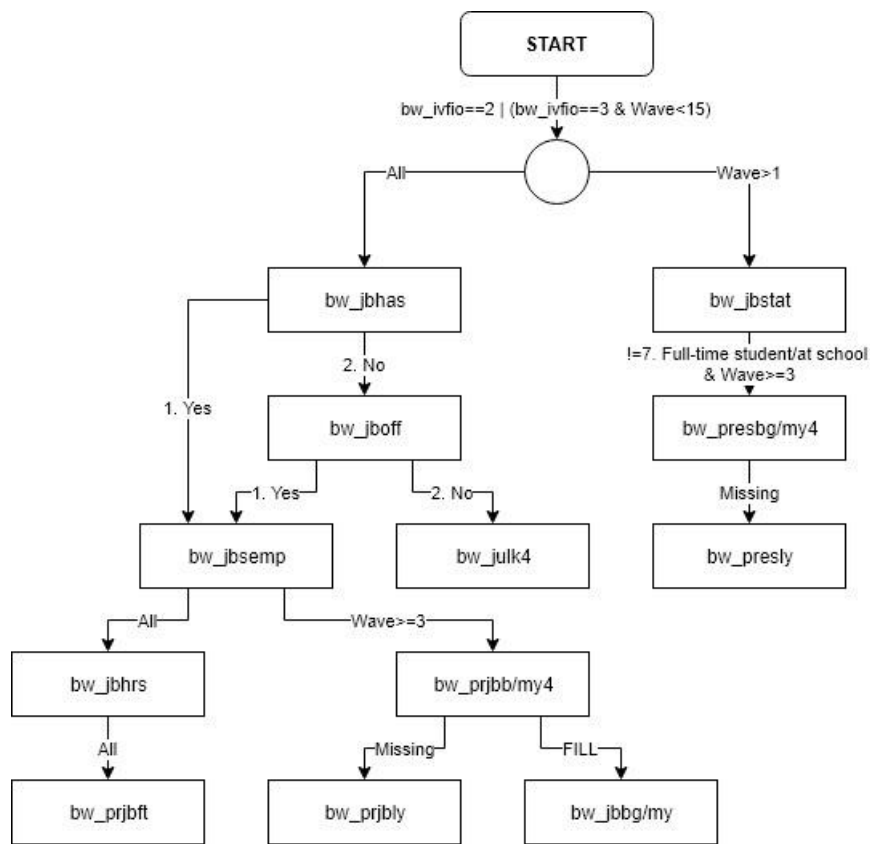 START
bw_ivfio==2 | (bw_ivfio==3 & Wave<15)
All
Wave>1
bw_jbhas
bw_jbstat
2. No
!=7. Full-time student/at school
& Wave>=3
1. Yes
bw_jboff
bw_presbg/my4
1. Yes
2. No
Missing
bw_jbsemp
bw_julk4
bw_presly
All
Wave>=3
bw_jbhrs
bw_prjbb/my4
All
Missing
FILL
bw_prjbft
bw_prjbly
bw_jbbg/my